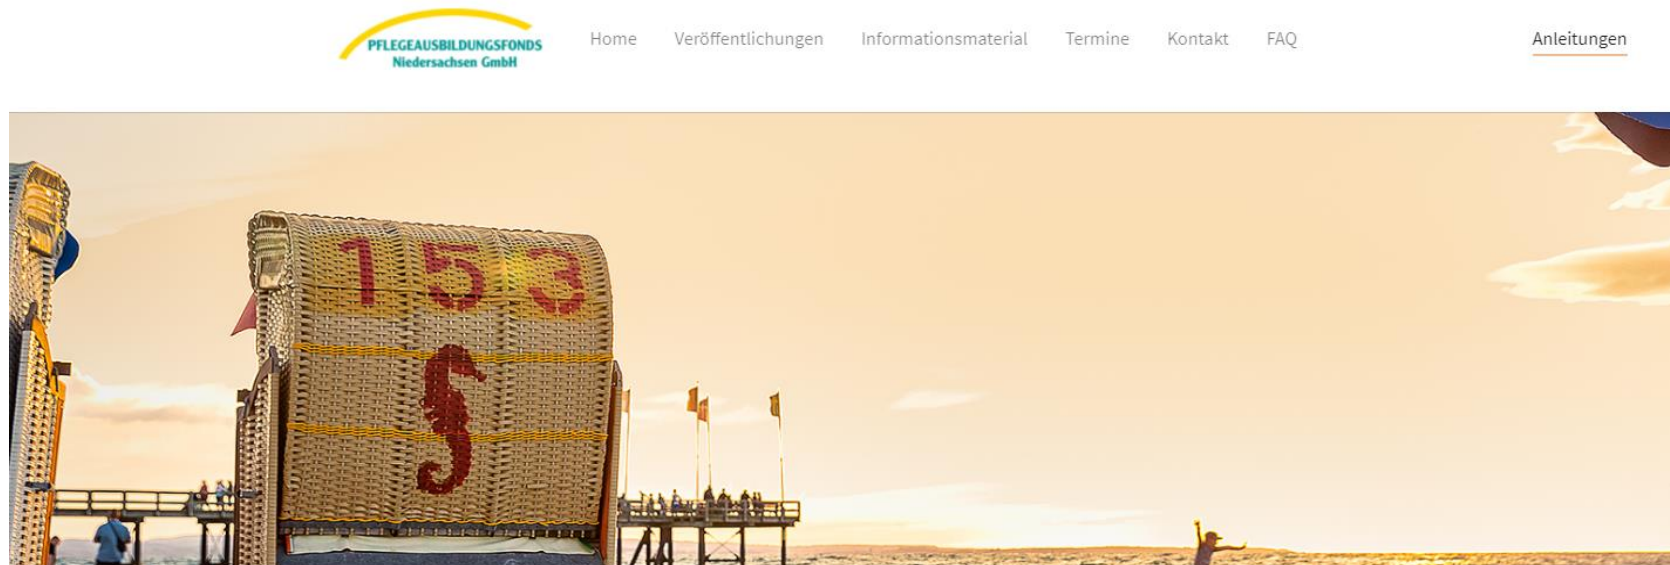 PFLEGEAUSBILDUNGSFONDS
Niedersachsen GmbH
Home Veröffentlichungen Informationsmaterial Termine Kontakt FAQ Anleitungen
153